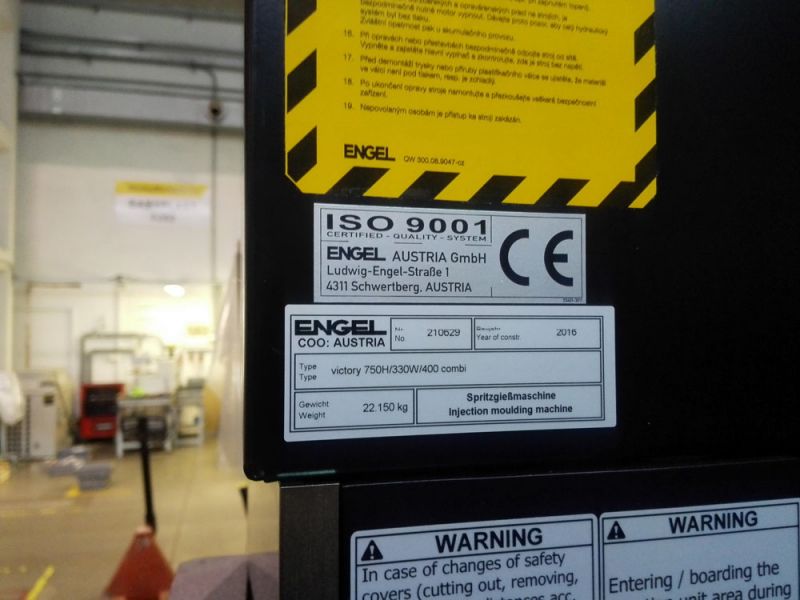 bezpodmínečně nutné motor vypnout. Dávejte proto pozor, aby celý hydraulický
systém byl bez tlaku.
Zvláštní opatrnost pak u akumulačního provozu.
16. Při opravách nebo přestavbách bezpodmínečně odpojte stroj od sítě.
Vypněte a zajistěte hlavní vypínač a zkontrolujte, zda je stroj bez napětí.
17. Před demontáží trysky nebo příruby plastifikačního válce se ujistěte, že materiál
ve válci není pod tlakem, resp. je zchladlý.
18. Po ukončení opravy stroje namontujte a přezkoušejte veškerá bezpečnostní
zařízení.
19. Nepovolaným osobám je přístup ke stroji zakázán.
ENGEL QW 300.08.9047-cz
ISO 9001
CERTIFIED - QUALITY - SYSTEM
ENGEL AUSTRIA GmbH
Ludwig-Engel-Straße 1
4311 Schwertberg, AUSTRIA
CE
ENGEL
COO: AUSTRIA
Nr.
No 210629
Baujahr
Year of constr. 2016
Type
Type victory 750H/330W/400 combi
Gewicht
Weight 22.150 kg
Spritzgießmaschine
Injection moulding machine
WARNING
In case of changes of safety
covers (cutting out, removing,
WARNING
Entering / boarding the
unit area during